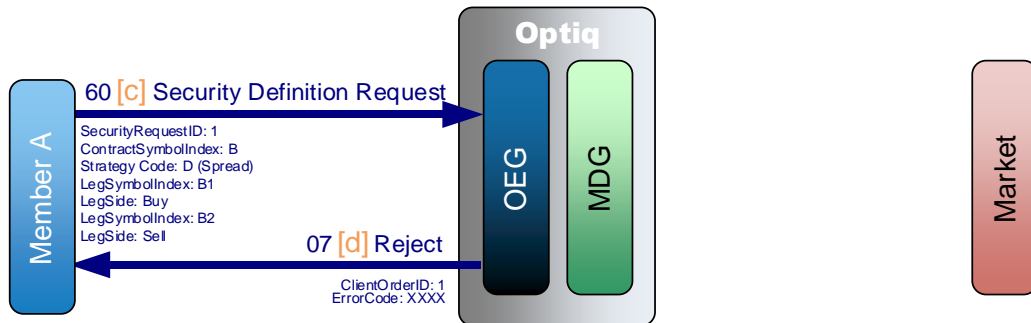 Optiq
60 [c] Security Definition Request
SecurityRequestID: 1
ContractSymbolIndex: B
Strategy Code: D (Spread)
LegSymbolIndex: B1
LegSide: Buy
LegSymbolIndex: B2
LegSide: Sell
07 [d] Reject
ClientOrderID: 1
ErrorCode: XXXX
Member A
OEG
MDG
Market